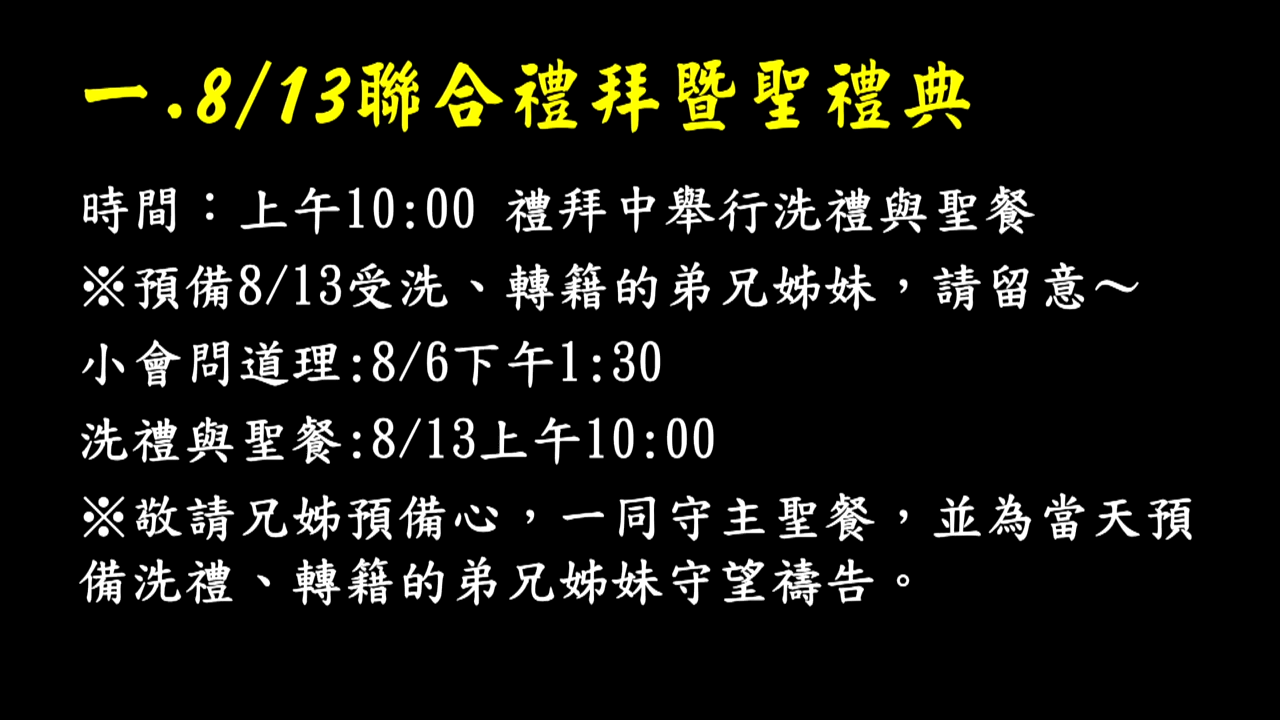 一.8/13聯合禮拜暨聖禮典
時間：上午10:00 禮拜中舉行洗禮與聖餐
※預備8/13受洗、轉籍的弟兄姊妹，請留意～
小會問道理:8/6下午1:30
洗禮與聖餐:8/13上午10:00
※敬請兄姊預備心，一同守主聖餐，並為當天預
備洗禮、轉籍的弟兄姊妹守望禱告。